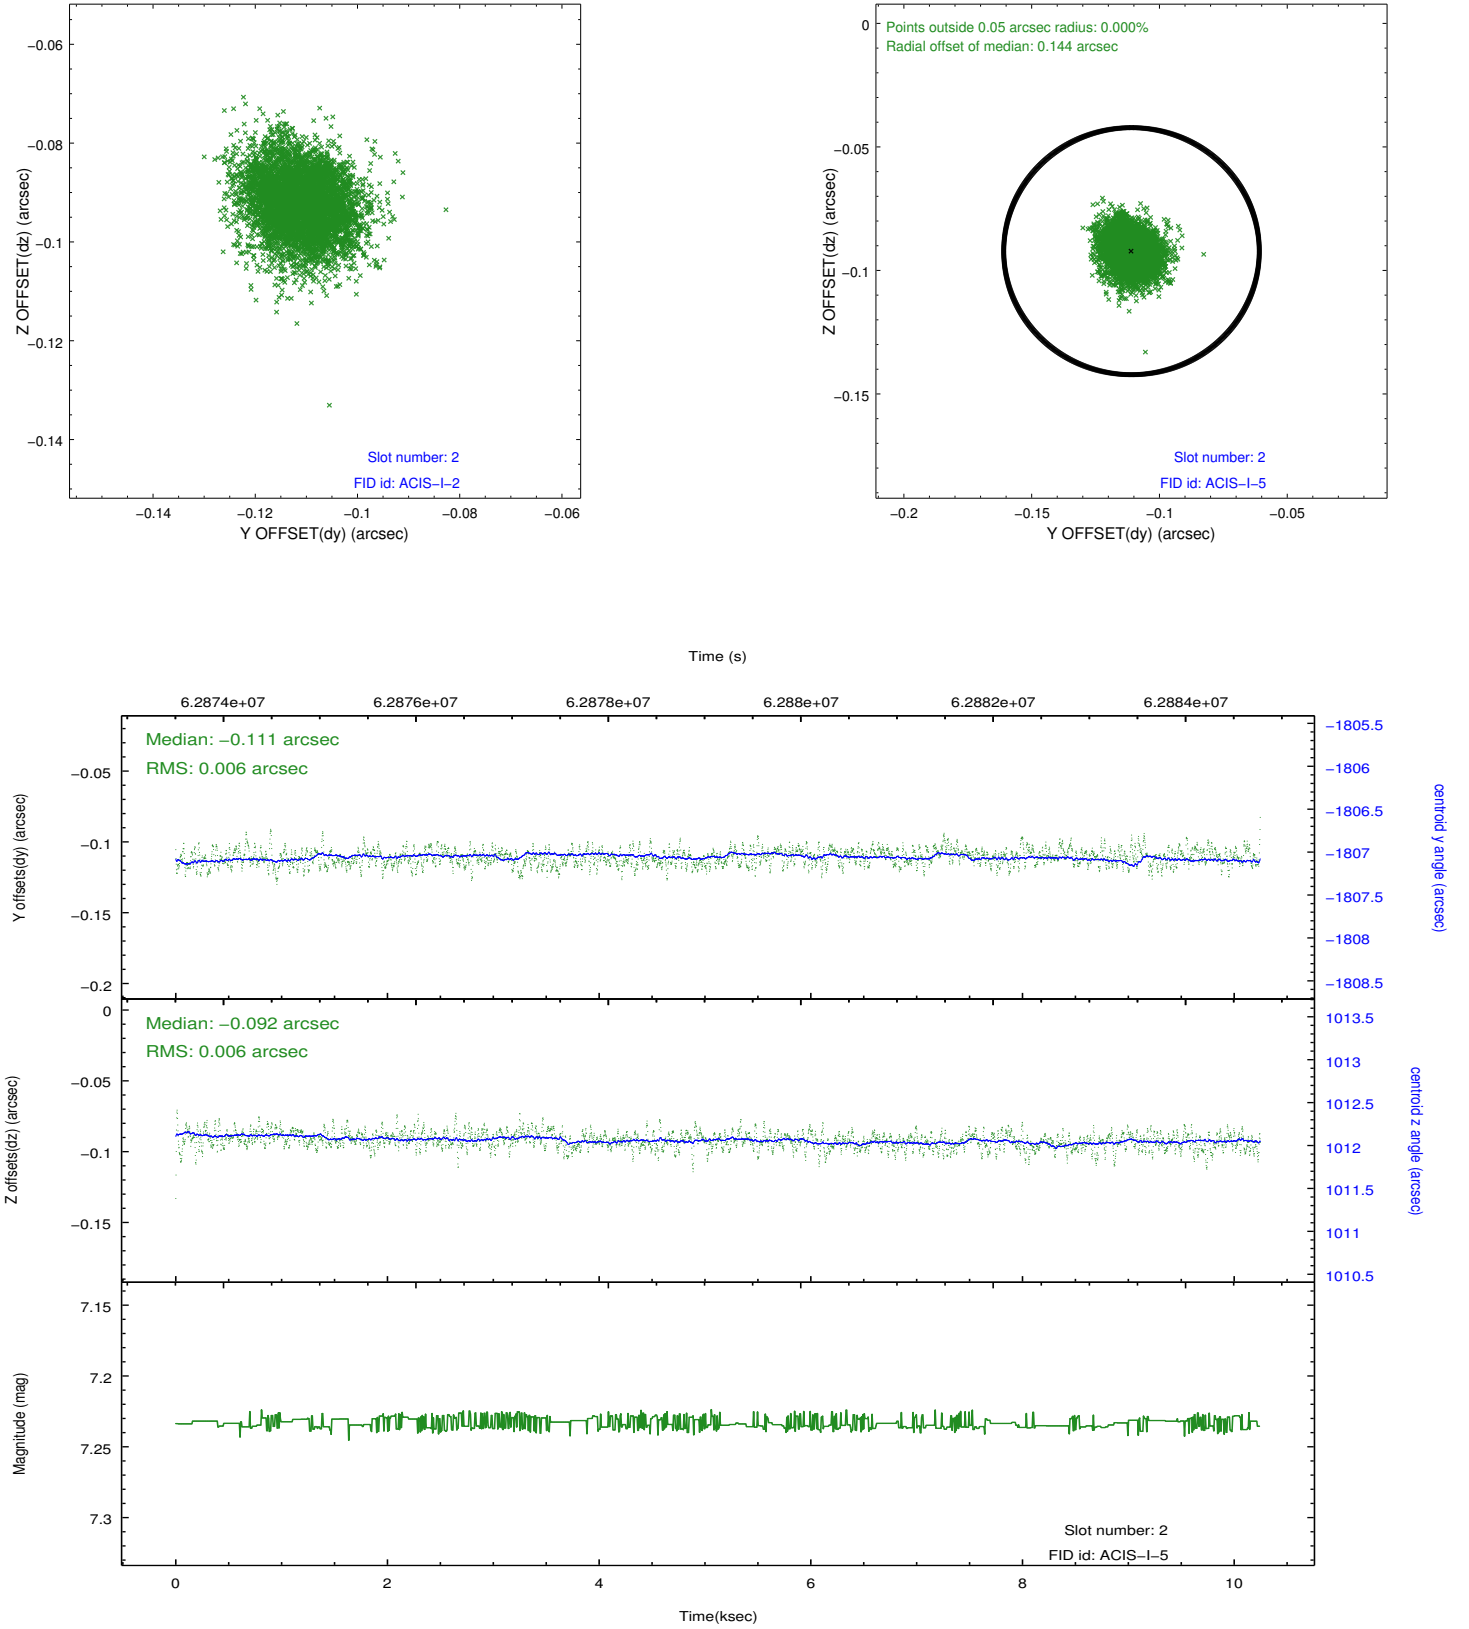 −0.06
−0.08
−0.1
−0.12
−0.14
Z OFFSET(dz) (arcsec)
Slot number: 2
FID id: ACIS−I−2
−0.14
−0.12
−0.1
−0.08
−0.06
Y OFFSET(dy) (arcsec)
Points outside 0.05 arcsec radius: 0.000%
Radial offset of median: 0.144 arcsec
0
−0.05
−0.1
−0.15
Z OFFSET(dz) (arcsec)
Slot number: 2
FID id: ACIS−I−5
−0.2
−0.15
−0.1
−0.05
Y OFFSET(dy) (arcsec)
Time (s)
6.2874e+07
6.2876e+07
6.2878e+07
6.288e+07
6.2882e+07
6.2884e+07
Median: −0.111 arcsec
RMS: 0.006 arcsec
−0.05
−0.1
−0.15
−0.2
Y offsets(dy) (arcsec)
−1805.5
−1806
−1806.5
−1807
−1807.5
−1808
−1808.5
centroid y angle (arcsec)
Median: −0.092 arcsec
RMS: 0.006 arcsec
0
−0.05
−0.1
−0.15
Z offsets(dz) (arcsec)
1013.5
1013
1012.5
1012
1011.5
1011
1010.5
centroid z angle (arcsec)
7.15
7.2
7.25
7.3
Magnitude (mag)
Slot number: 2
FID id: ACIS−I−5
0
2
4
6
8
10
Time(ksec)